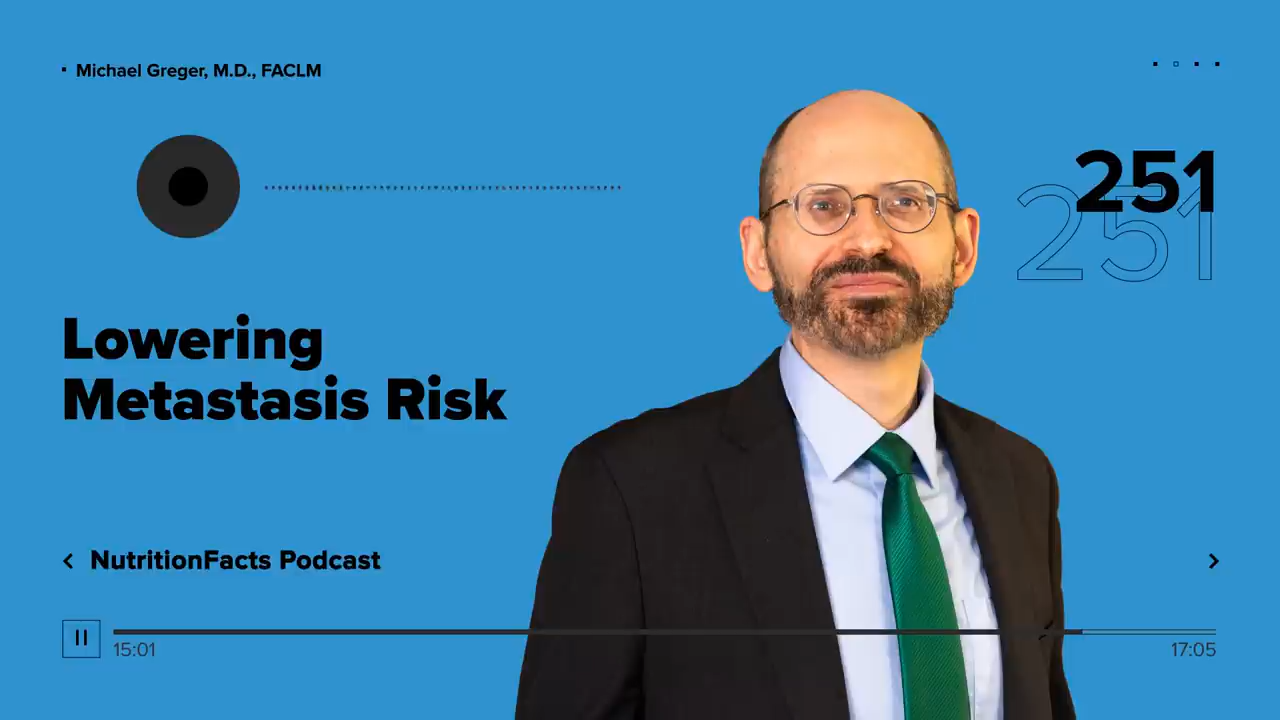 Michael Greger, M.D., FACLM
251
251
Lowering
Metastasis Risk
NutritionFacts Podcast
15:01
17:05